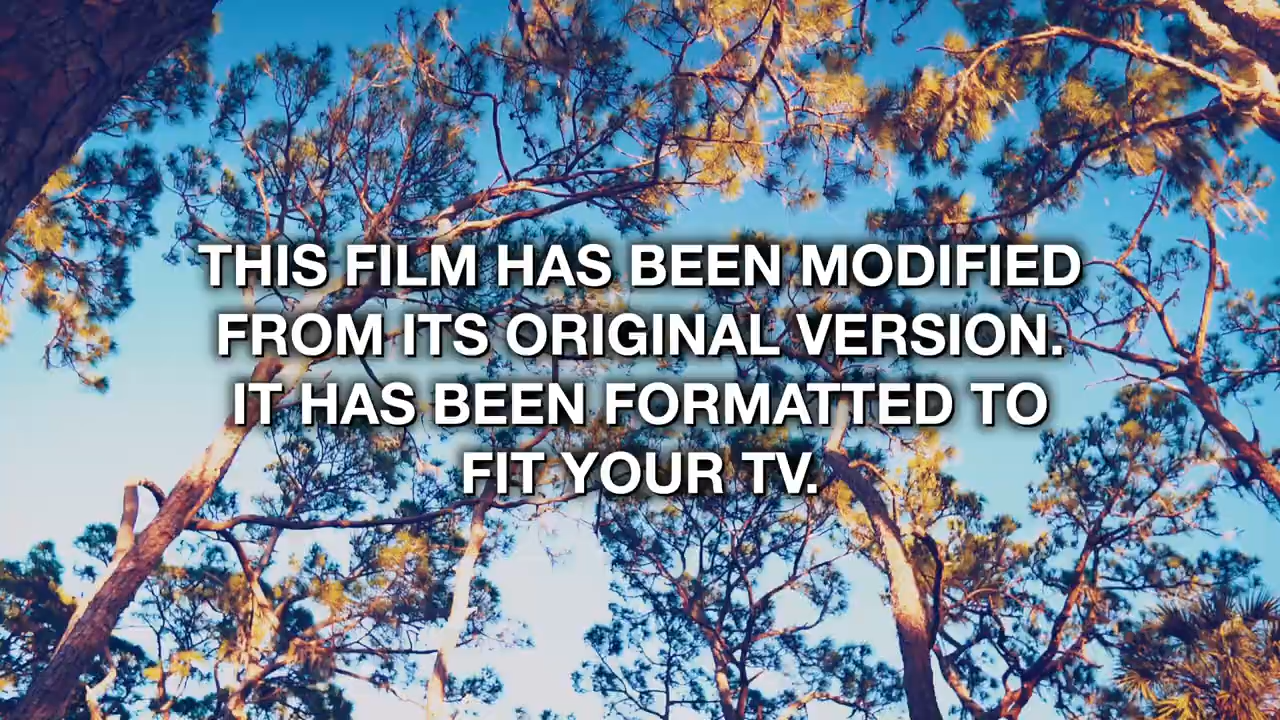 THIS FILM HAS BEEN MODIFIED
FROM ITS ORIGINAL VERSION.
IT HAS BEEN FORMATTED TO
FIT YOUR TV.